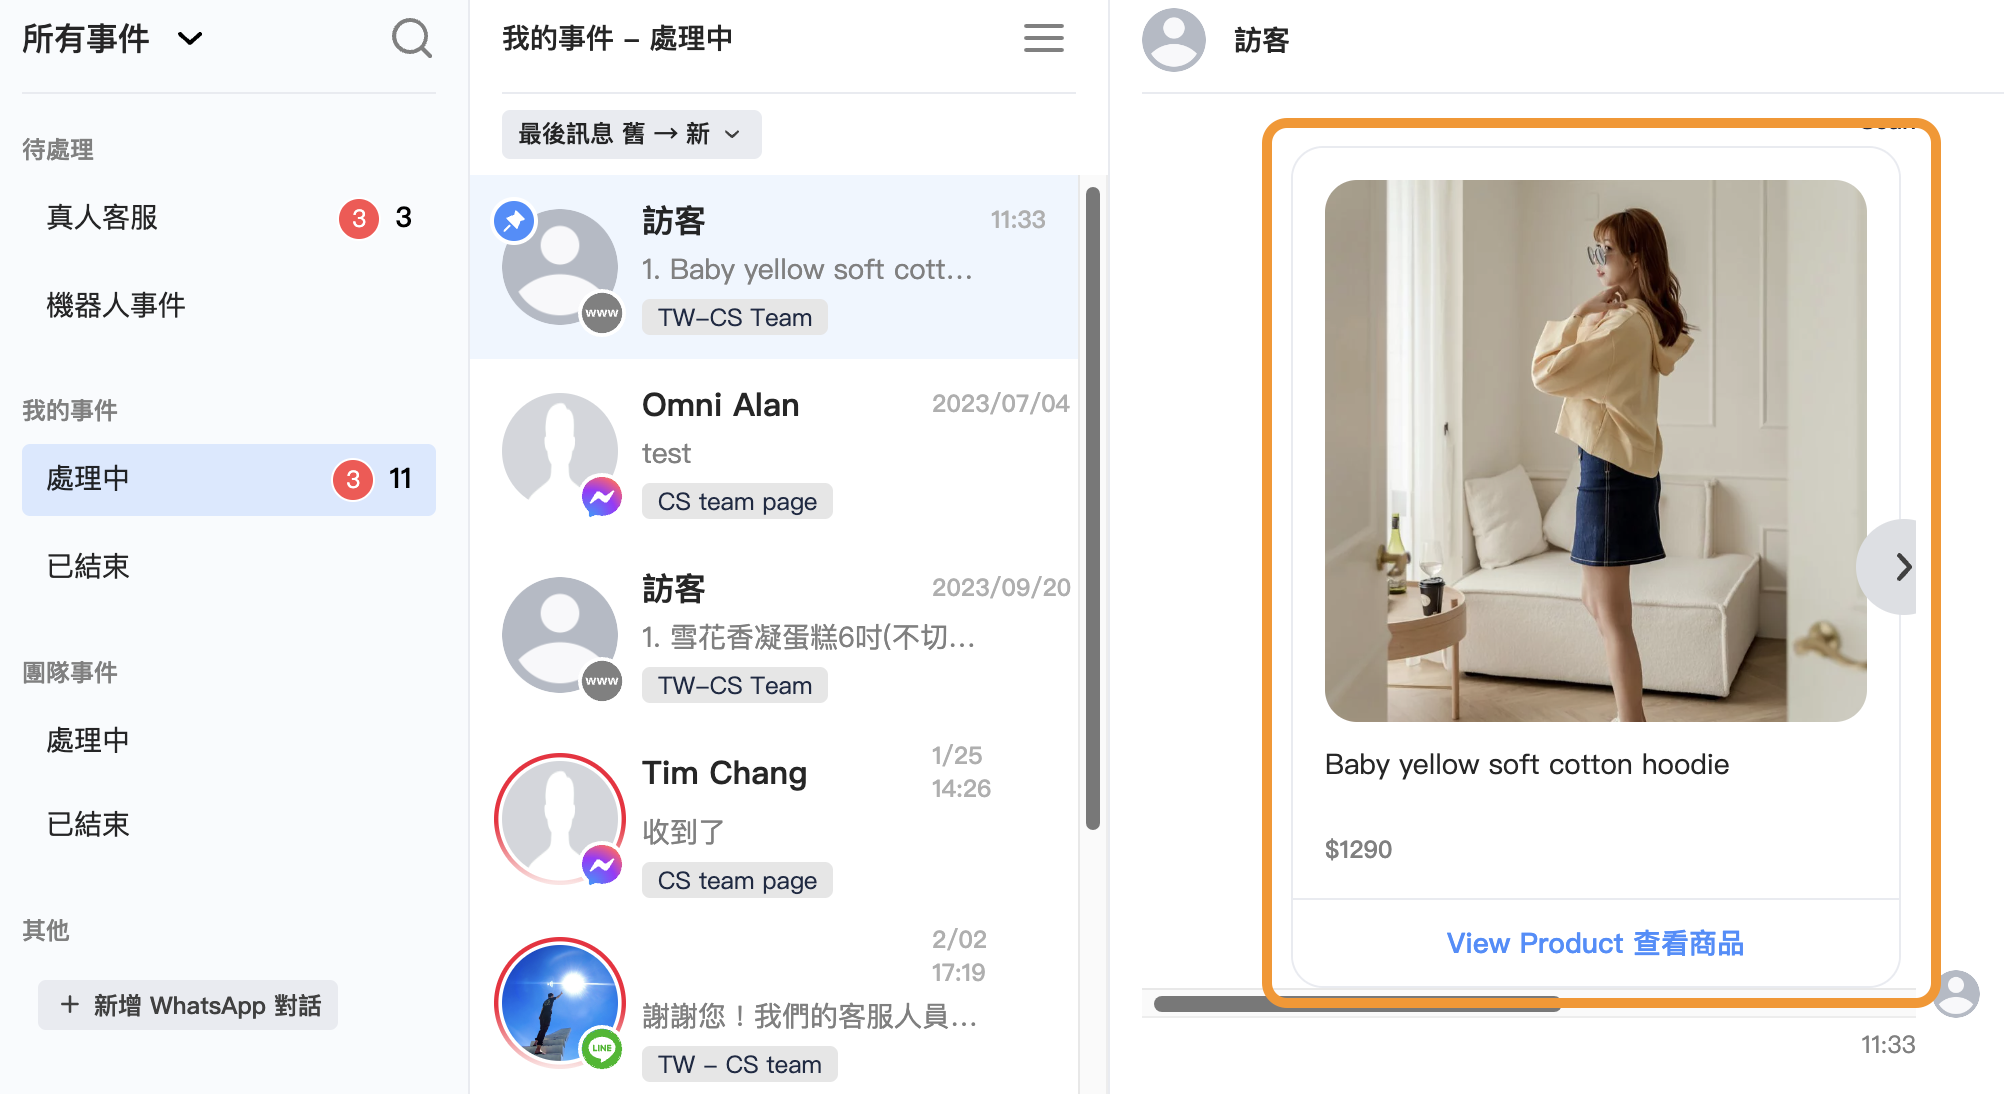 所有事件
待處理
真人客服 3 3
機器人事件
我的事件
處理中 3 11
已結束
團隊事件
處理中
已結束
其他
+ 新增 WhatsApp 對話
我的事件 – 處理中
最後訊息 舊 → 新
訪客 11:33
1. Baby yellow soft cott...
www
TW-CS Team
Omni Alan 2023/07/04
test
CS team page
訪客 2023/09/20
1. 雪花香凝蛋糕6吋(不切...
www
TW-CS Team
Tim Chang 1/25
14:26
收到了
CS team page
2/02
17:19
謝謝您！我們的客服人員...
LINE
TW – CS team
訪客
Baby yellow soft cotton hoodie
$1290
View Product 查看商品
11:33